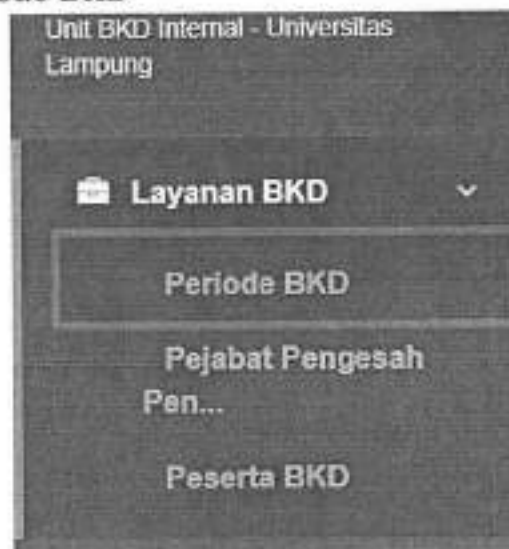 Unit BKD Internal - Universitas
Lampung
Layanan BKD
Periode BKD
Pejabat Pengesah
Pen...
Peserta BKD